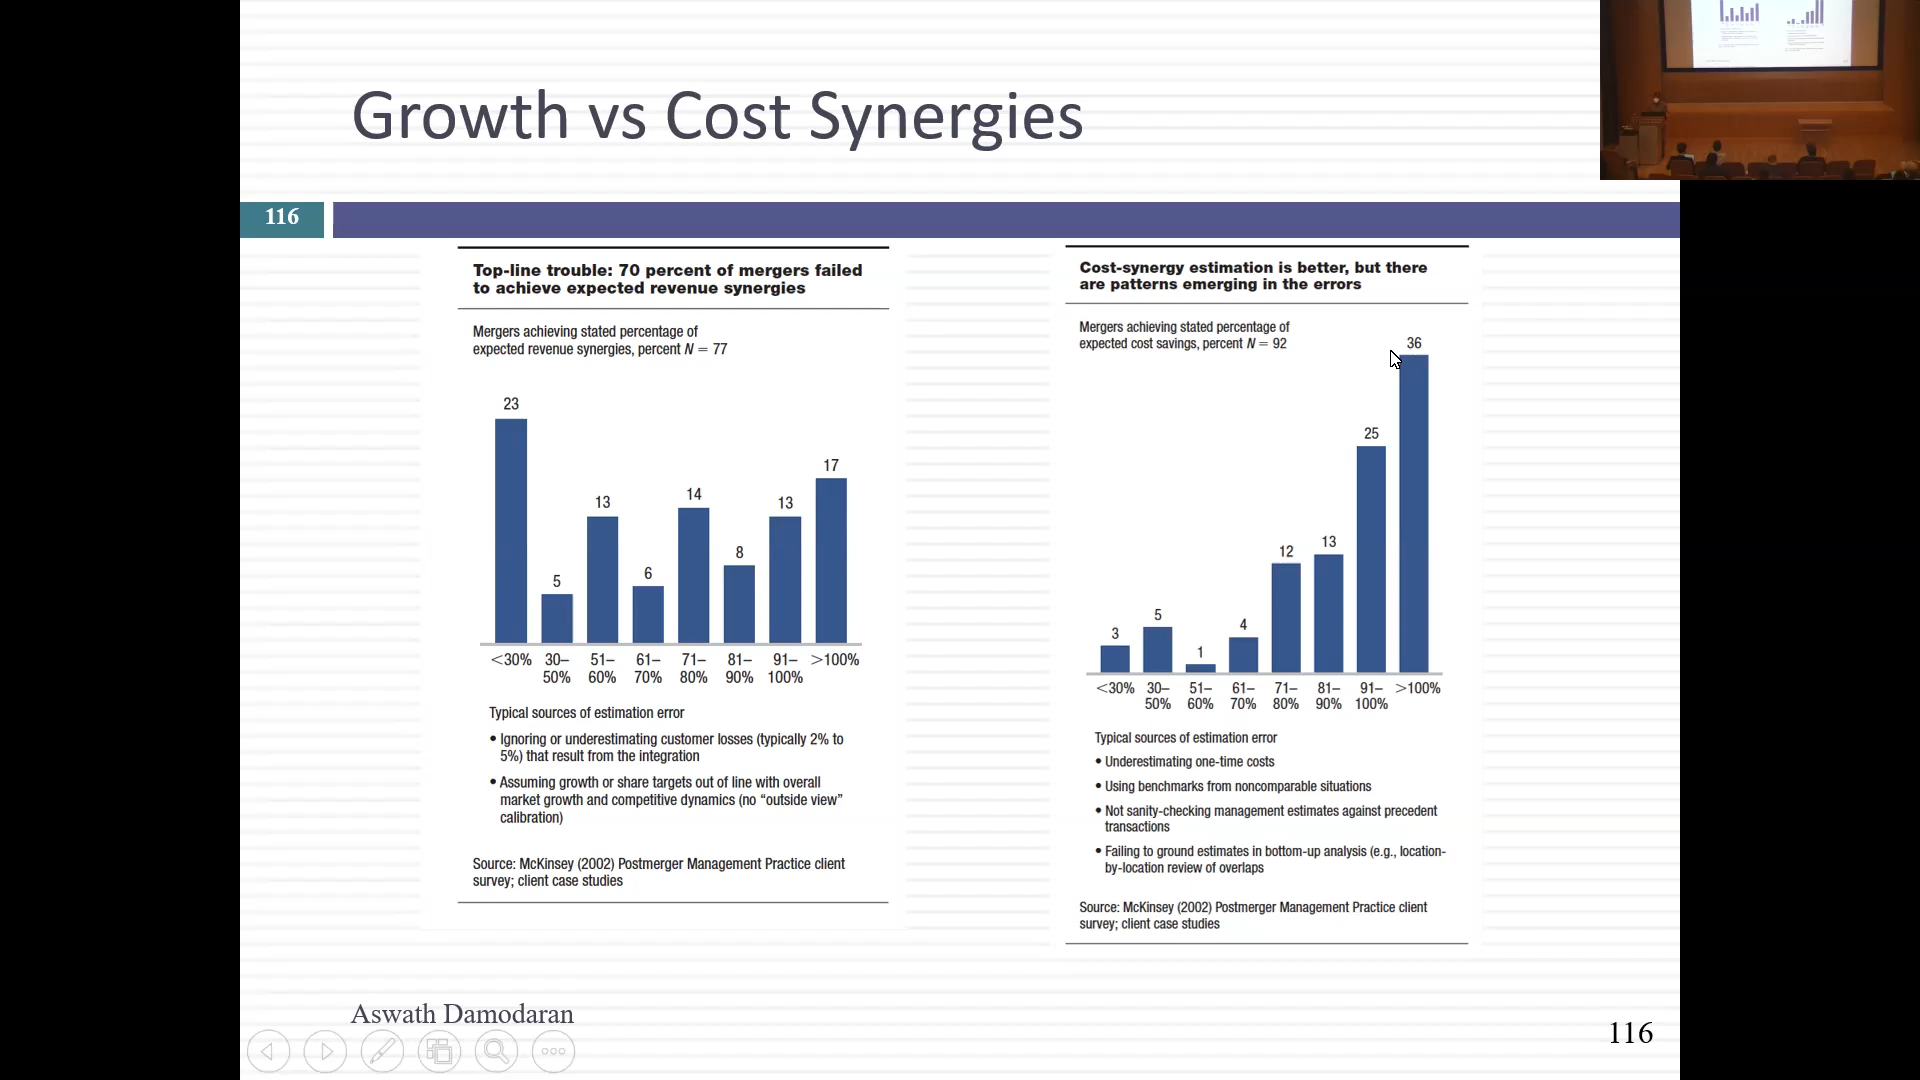 Growth vs Cost Synergies
116
Top-line trouble: 70 percent of mergers failed
to achieve expected revenue synergies
Mergers achieving stated percentage of
expected revenue synergies, percent N = 77
23
5
13
6
14
8
13
17
<30%
30–
50%
51–
60%
61–
70%
71–
80%
81–
90%
91–
100%
>100%
Typical sources of estimation error
• Ignoring or underestimating customer losses (typically 2% to
5%) that result from the integration
• Assuming growth or share targets out of line with overall
market growth and competitive dynamics (no “outside view”
calibration)
Source: McKinsey (2002) Postmerger Management Practice client
survey; client case studies
Cost-synergy estimation is better, but there
are patterns emerging in the errors
Mergers achieving stated percentage of
expected cost savings, percent N = 92
3
5
1
4
12
13
25
36
<30%
30–
50%
51–
60%
61–
70%
71–
80%
81–
90%
91–
100%
>100%
Typical sources of estimation error
• Underestimating one-time costs
• Using benchmarks from noncomparable situations
• Not sanity-checking management estimates against precedent
transactions
• Failing to ground estimates in bottom-up analysis (e.g., location-
by-location review of overlaps
Source: McKinsey (2002) Postmerger Management Practice client
survey; client case studies
Aswath Damodaran
116